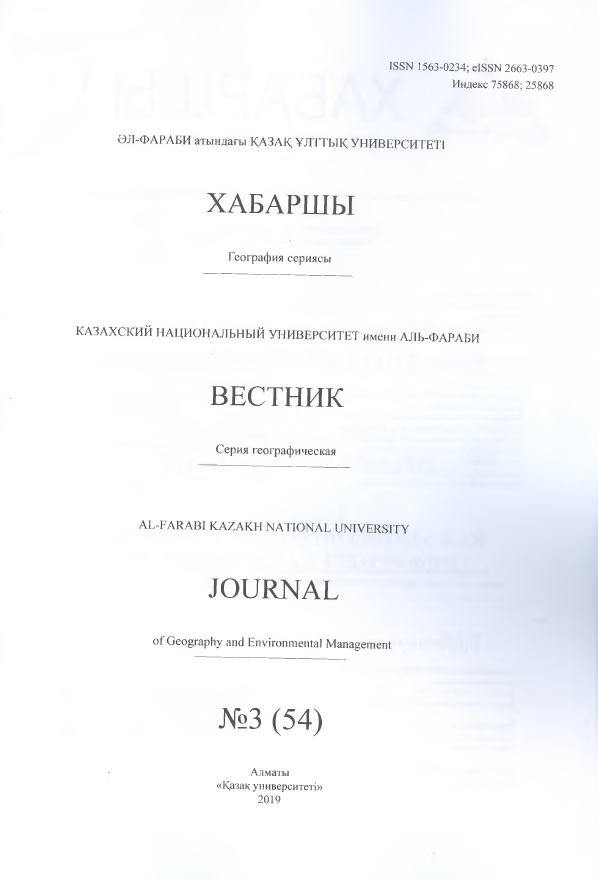 ISSN 1563-0234; eISSN 2663-0397
Индекс 75868; 25868
ӘЛ-ФАРАБИ атындағы ҚАЗАҚ ҰЛТТЫҚ УНИВЕРСИТЕТІ
ХАБАРШЫ
География сериясы
КАЗАХСКИЙ НАЦИОНАЛЬНЫЙ УНИВЕРСИТЕТ имени АЛЬ-ФАРАБИ
ВЕСТНИК
Серия географическая
AL-FARABI KAZAKH NATIONAL UNIVERSITY
JOURNAL
of Geography and Environmental Management
№3 (54)
Алматы
«Қазақ университеті»
2019